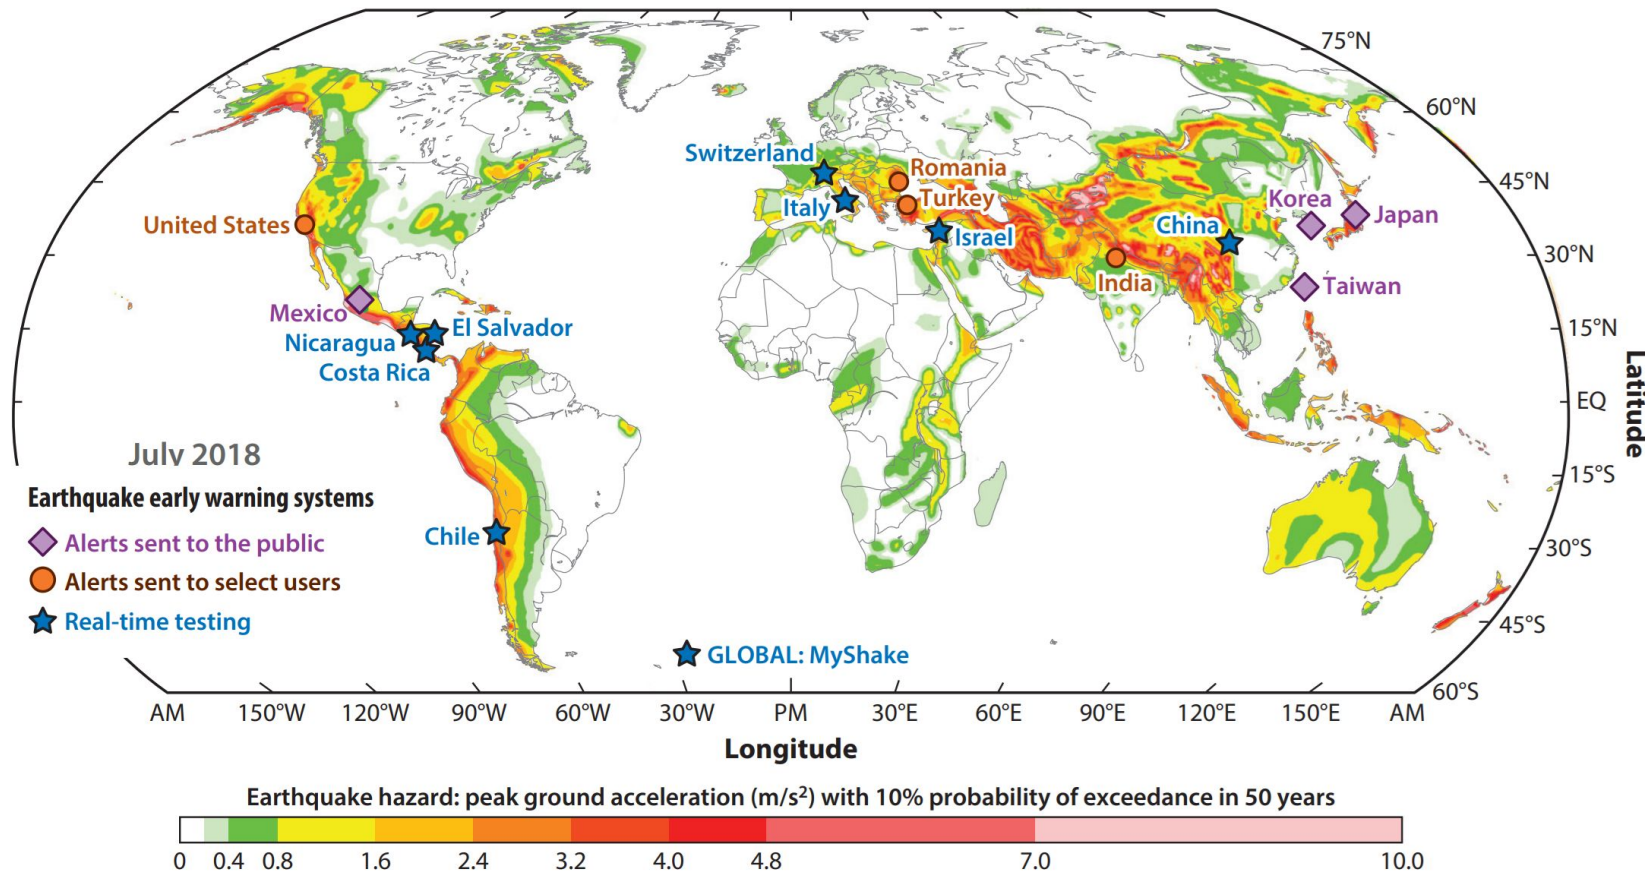 75°N
60°N
45°N
30°N
15°N
EQ
15°S
30°S
45°S
60°S
Latitude
Switzerland
Romania
Italy
Turkey
Israel
Korea
Japan
China
India
Taiwan
United States
Mexico
El Salvador
Nicaragua
Costa Rica
Chile
GLOBAL: MyShake
July 2018
Earthquake early warning systems
Alerts sent to the public
Alerts sent to select users
Real-time testing
AM 150°W 120°W 90°W 60°W 30°W PM 30°E 60°E 90°E 120°E 150°E AM
Longitude
Earthquake hazard: peak ground acceleration (m/s²) with 10% probability of exceedance in 50 years
0 0.4 0.8 1.6 2.4 3.2 4.0 4.8 7.0 10.0